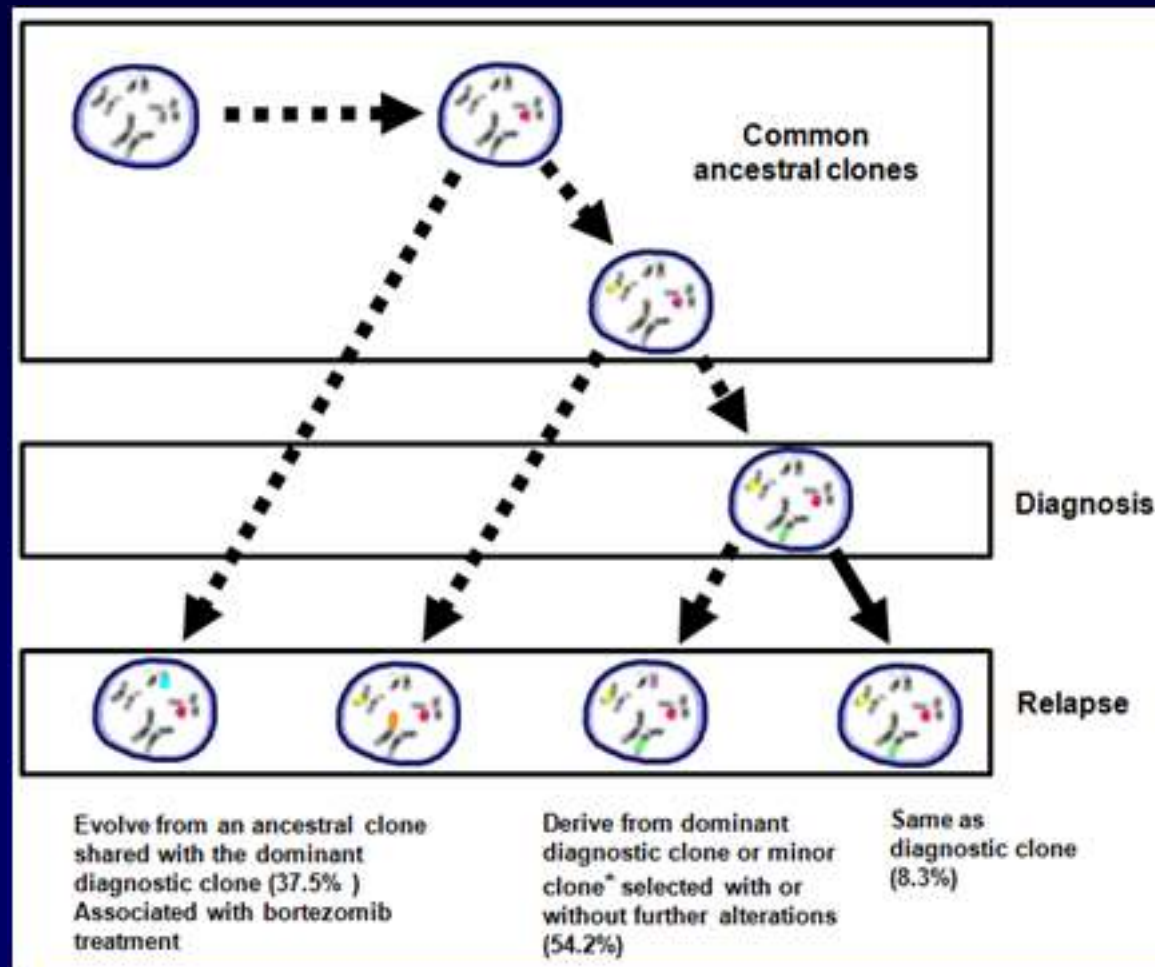 Common
ancestral clones
Diagnosis
Relapse
Evolve from an ancestral clone
shared with the dominant
diagnostic clone (37.5% )
Associated with bortezomib
treatment
Derive from dominant
diagnostic clone or minor
clone* selected with or
without further alterations
(54.2%)
Same as
diagnostic clone
(8.3%)